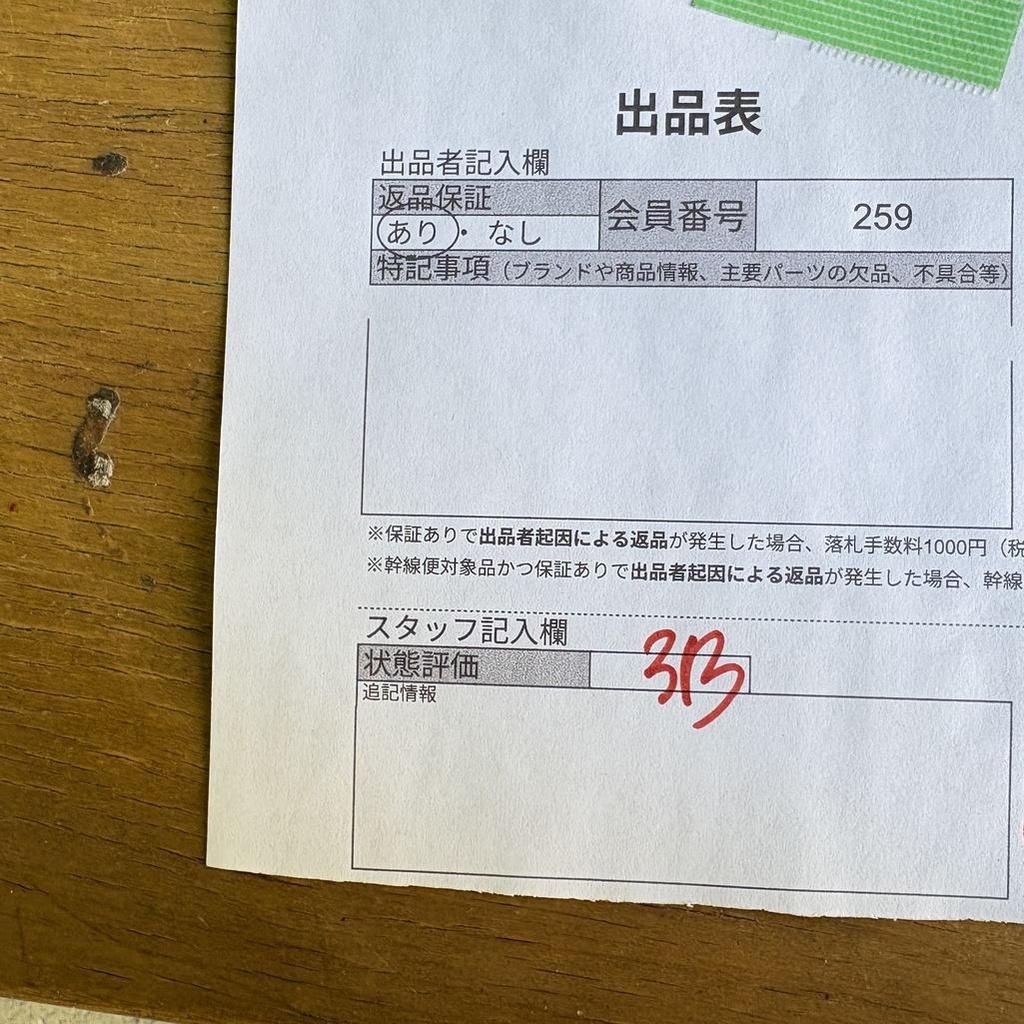 出品表
出品者記入欄
返品保証
あり・なし
会員番号
259
特記事項（ブランドや商品情報、主要パーツの欠品、不具合等）
※保証ありで出品者起因による返品が発生した場合、落札手数料1000円（税
※幹線便対象品かつ保証ありで出品者起因による返品が発生した場合、幹線
スタッフ記入欄
状態評価
3B
追記情報